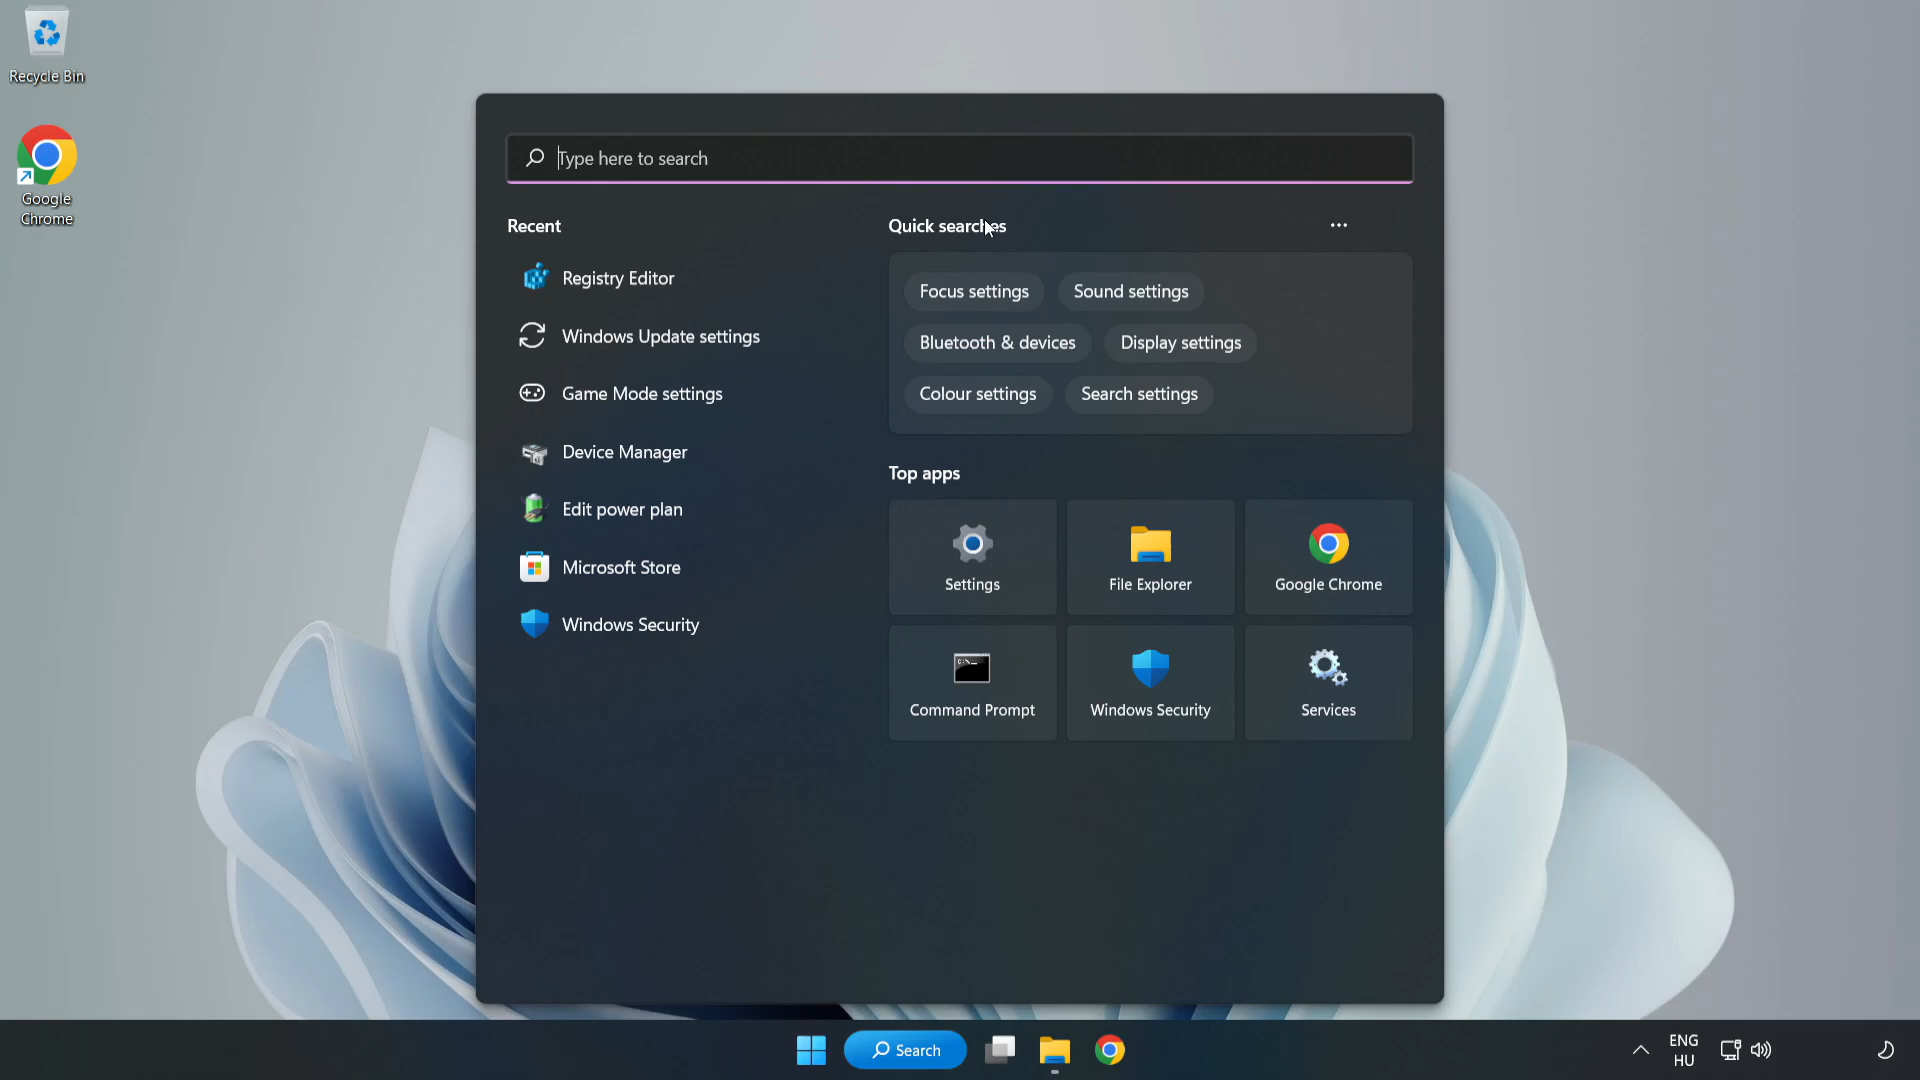 Recycle Bin
Google
Chrome
Type here to search
Recent
Registry Editor
Windows Update settings
Game Mode settings
Device Manager
Edit power plan
Microsoft Store
Windows Security
Quick searches
Focus settings
Sound settings
Bluetooth & devices
Display settings
Colour settings
Search settings
Top apps
Settings
File Explorer
Google Chrome
Command Prompt
Windows Security
Services
Search
ENG
HU